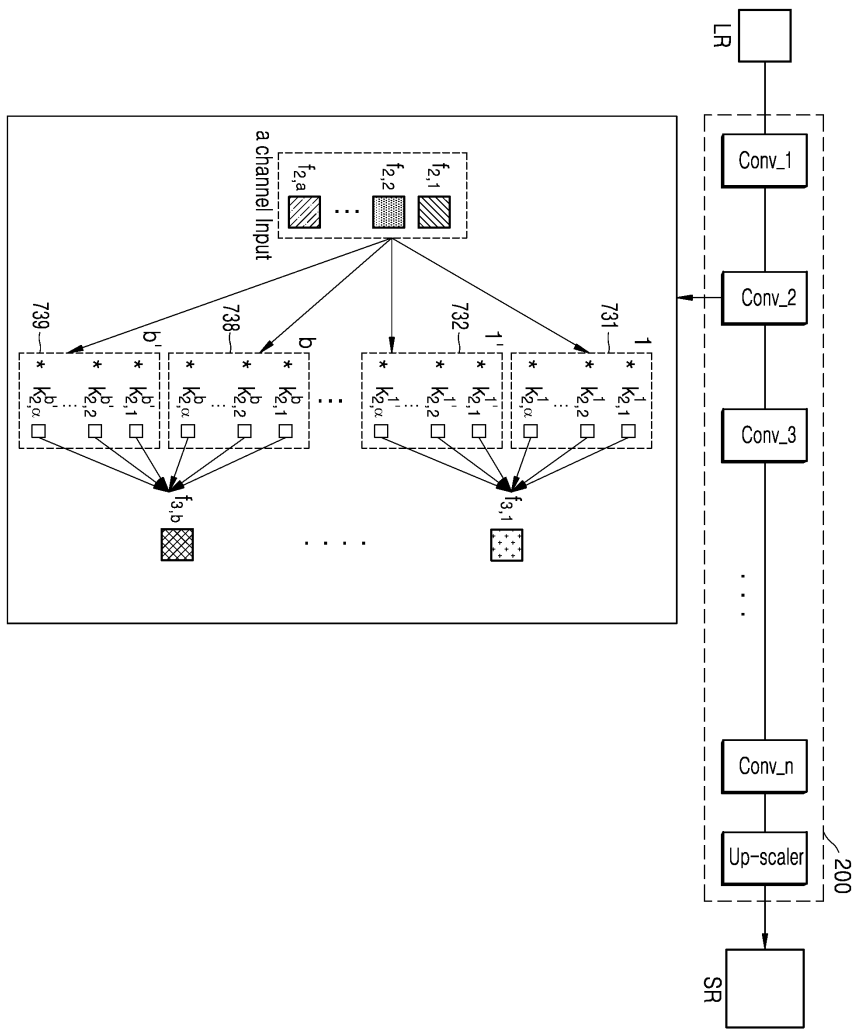 LR
Conv_1
Conv_2
Conv_3
. . .
Conv_n
Up-scaler
200
SR
f2,1
f2,2
...
f2,a
a channel Input
731
1
* k¹2,1
* k¹2,2
....
* k¹2,α
732
1'
* k¹'2,1
* k¹'2,2
....
* k¹'2,α
...
738
b
* kᵇ2,1
* kᵇ2,2
....
* kᵇ2,α
739
b'
* kᵇ'2,1
* kᵇ'2,2
....
* kᵇ'2,α
f3,1
. . . .
f3,b